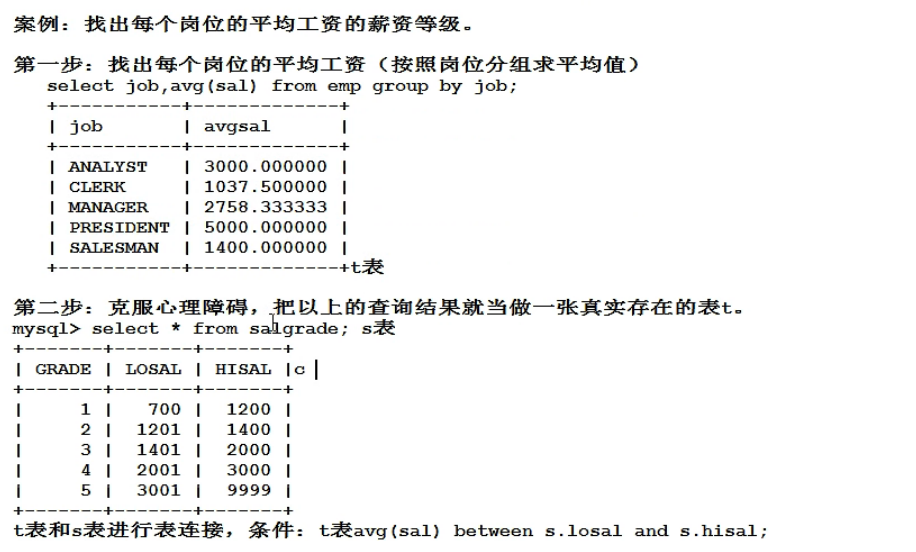 案例：找出每个岗位的平均工资的薪资等级。
第一步：找出每个岗位的平均工资（按照岗位分组求平均值）
select job,avg(sal) from emp group by job;
+-----------+-------------+
| job       | avgsal      |
+-----------+-------------+
| ANALYST   | 3000.000000 |
| CLERK     | 1037.500000 |
| MANAGER   | 2758.333333 |
| PRESIDENT | 5000.000000 |
| SALESMAN  | 1400.000000 |
+-----------+-------------+t表
第二步：克服心理障碍，把以上的查询结果就当做一张真实存在的表t。
mysql> select * from salgrade; s表
+-------+-------+-------+
| GRADE | LOSAL | HISAL |c
+-------+-------+-------+
|     1 |   700 |  1200 |
|     2 |  1201 |  1400 |
|     3 |  1401 |  2000 |
|     4 |  2001 |  3000 |
|     5 |  3001 |  9999 |
+-------+-------+-------+
t表和s表进行表连接，条件：t表avg(sal) between s.losal and s.hisal;